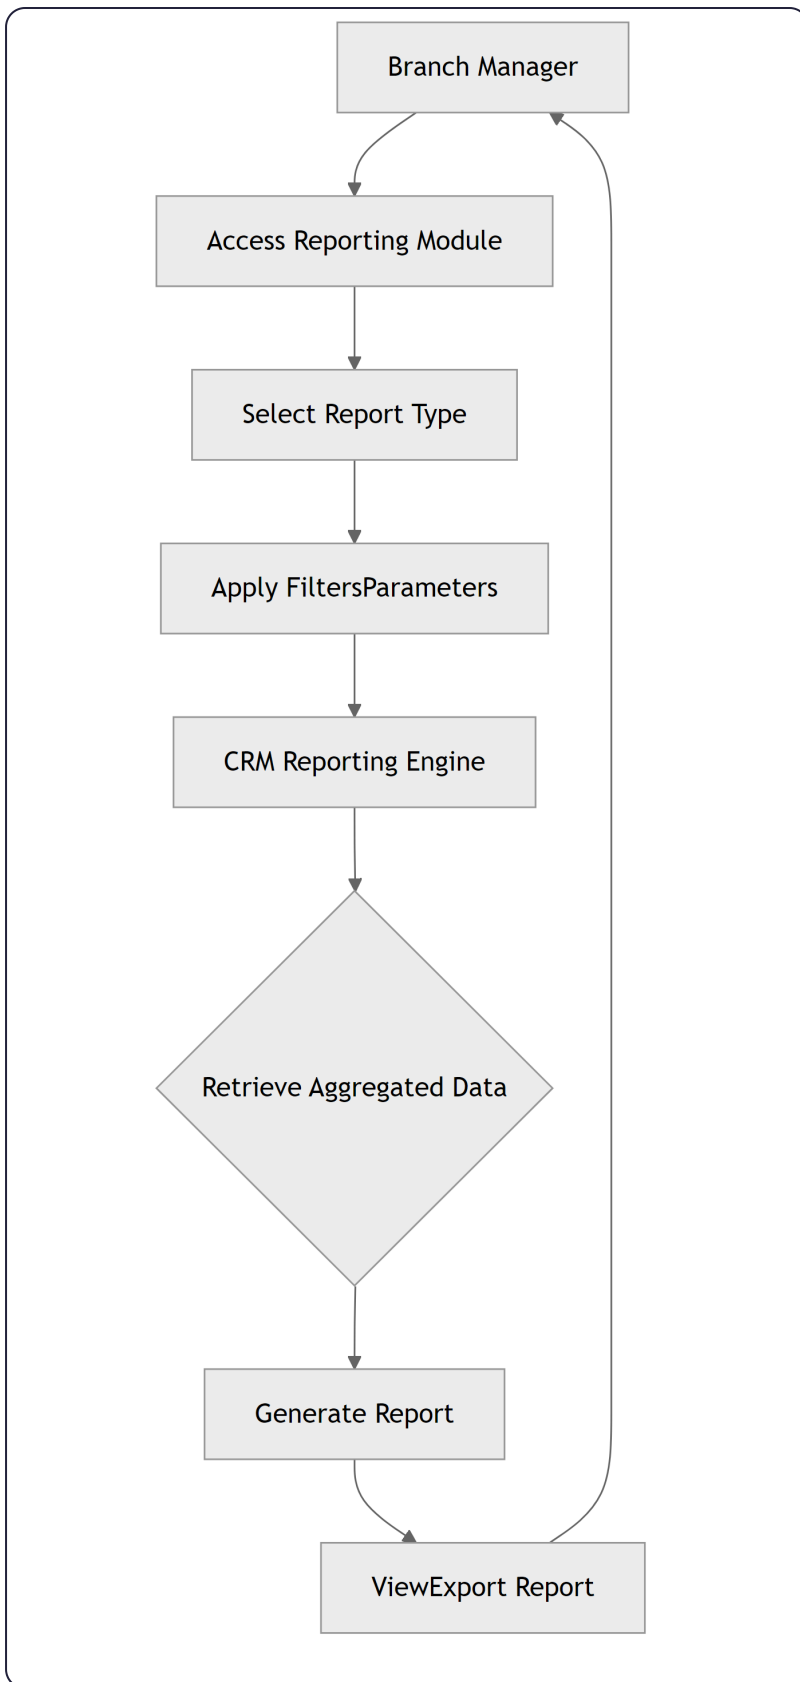 Branch Manager
Access Reporting Module
Select Report Type
Apply FiltersParameters
CRM Reporting Engine
Retrieve Aggregated Data
Generate Report
ViewExport Report